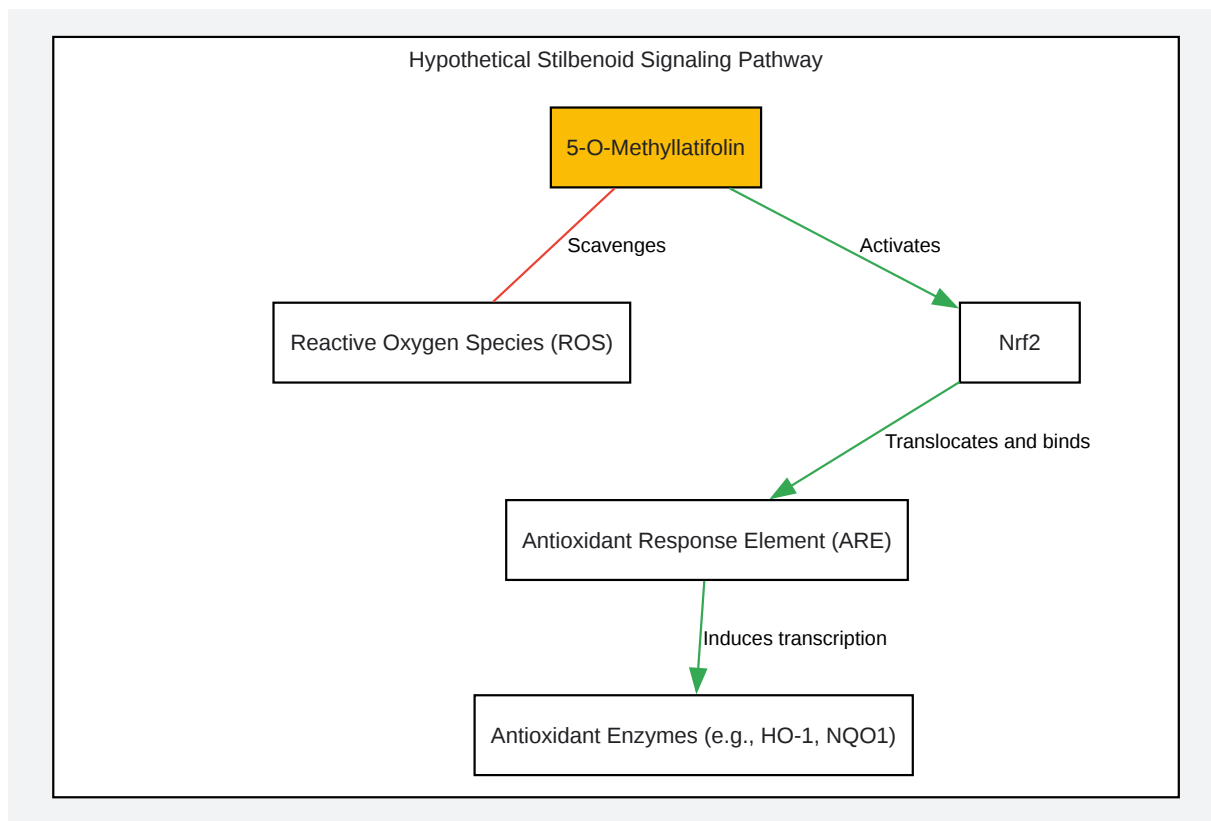 Hypothetical Stilbenoid Signaling Pathway
5-O-Methyllatifolin
Scavenges
Activates
Reactive Oxygen Species (ROS)
Nrf2
Translocates and binds
Antioxidant Response Element (ARE)
Induces transcription
Antioxidant Enzymes (e.g., HO-1, NQO1)